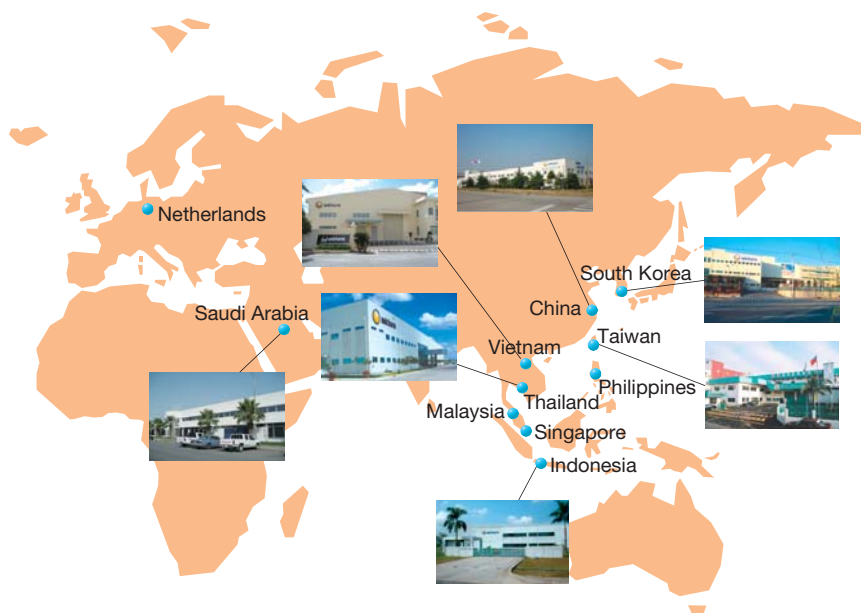 Netherlands
South Korea
Saudi Arabia
China
Taiwan
Vietnam
Philippines
Thailand
Malaysia
Singapore
Indonesia